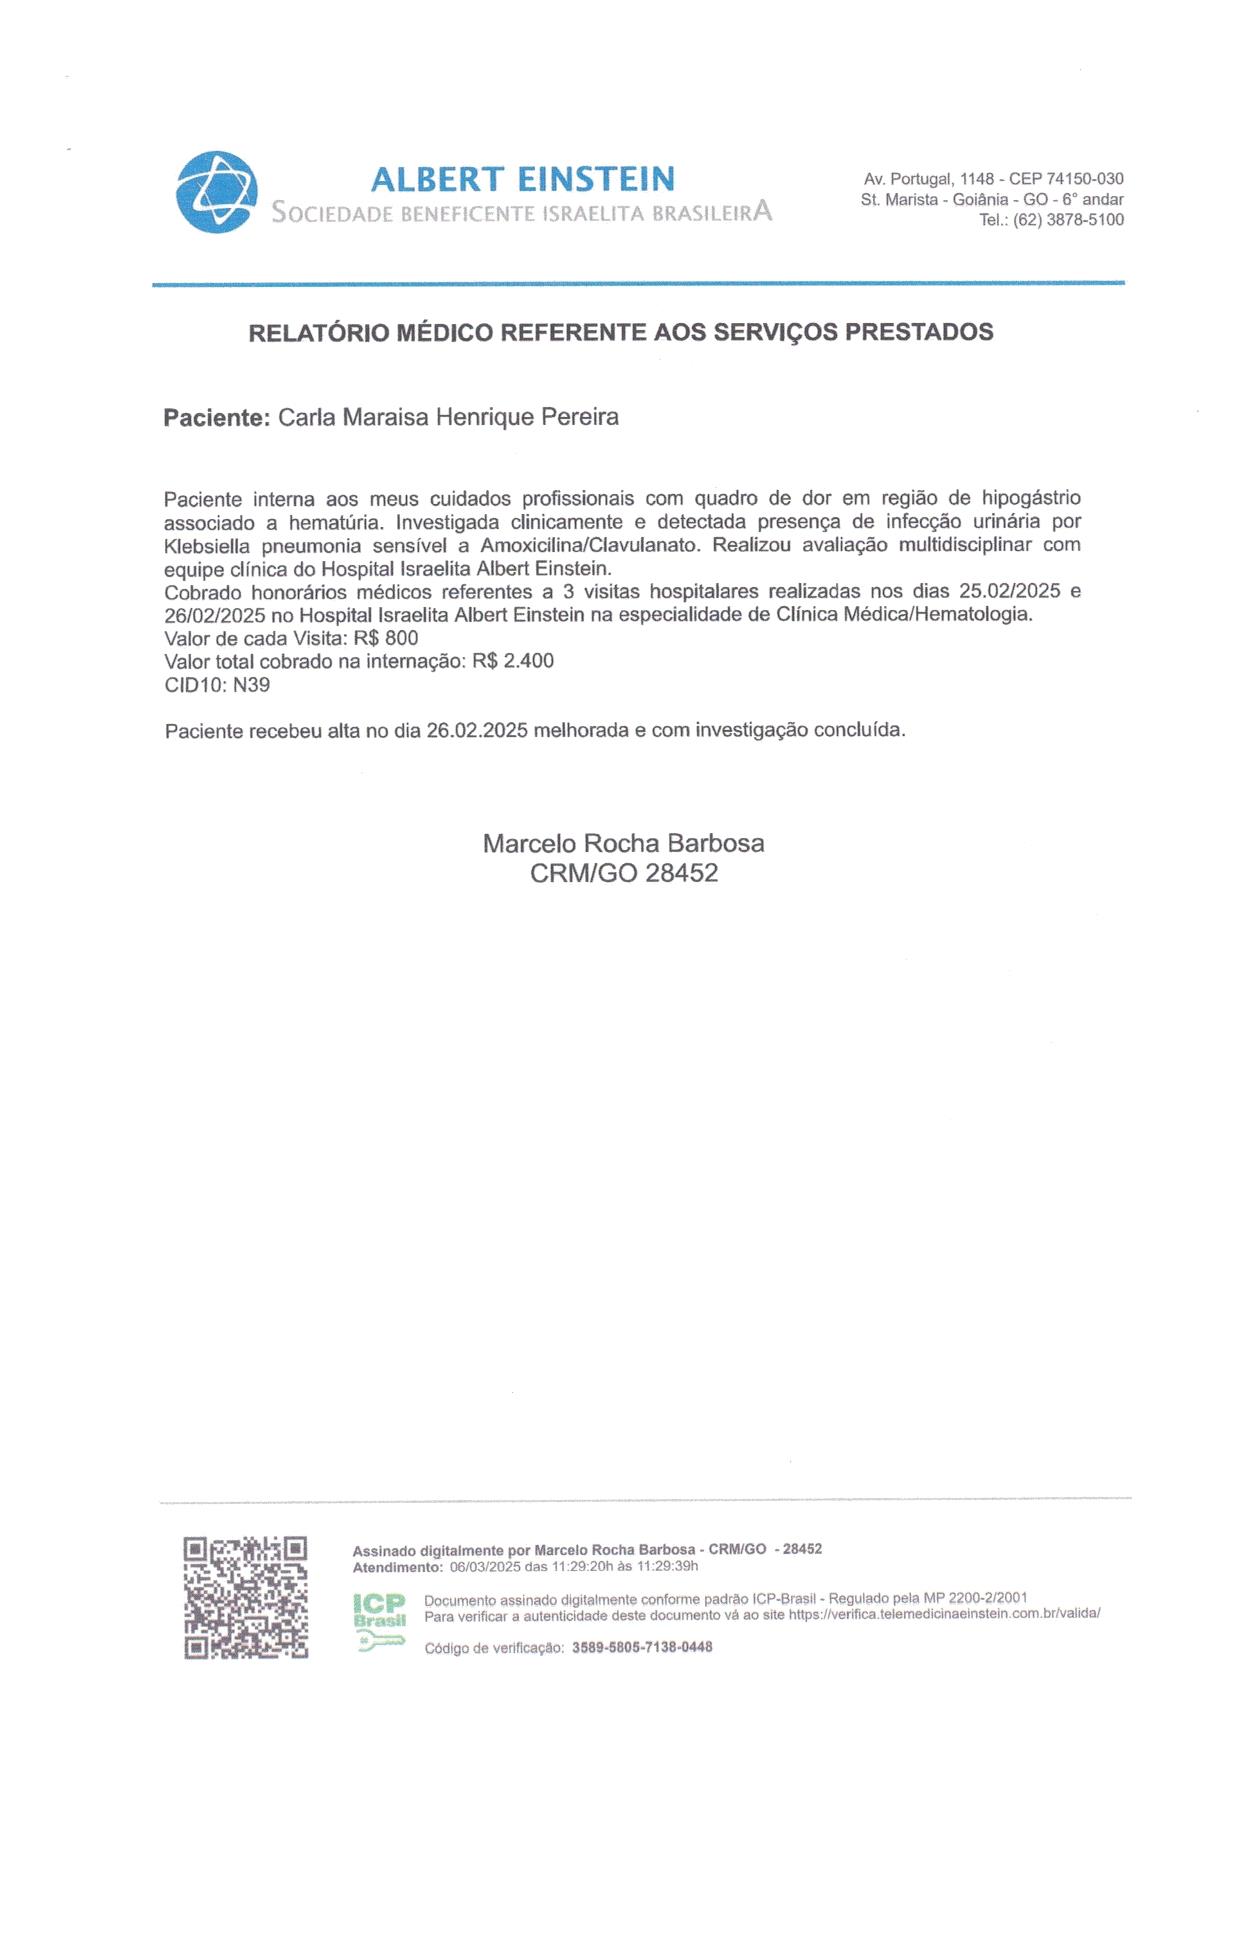 ALBERT EINSTEIN
SOCIEDADE BENEFICENTE ISRAELITA BRASILEIRA
Av. Portugal, 1148 - CEP 74150-030
St. Marista - Goiânia - GO - 6° andar
Tel.: (62) 3878-5100
RELATÓRIO MÉDICO REFERENTE AOS SERVIÇOS PRESTADOS
Paciente: Carla Maraisa Henrique Pereira
Paciente interna aos meus cuidados profissionais com quadro de dor em região de hipogástrio
associado a hematúria. Investigada clinicamente e detectada presença de infecção urinária por
Klebsiella pneumonia sensível a Amoxicilina/Clavulanato. Realizou avaliação multidisciplinar com
equipe clínica do Hospital Israelita Albert Einstein.
Cobrado honorários médicos referentes a 3 visitas hospitalares realizadas nos dias 25.02/2025 e
26/02/2025 no Hospital Israelita Albert Einstein na especialidade de Clínica Médica/Hematologia.
Valor de cada Visita: R$ 800
Valor total cobrado na internação: R$ 2.400
CID10: N39
Paciente recebeu alta no dia 26.02.2025 melhorada e com investigação concluída.
Marcelo Rocha Barbosa
CRM/GO 28452
Assinado digitalmente por Marcelo Rocha Barbosa - CRM/GO - 28452
Atendimento: 06/03/2025 das 11:29:20h às 11:29:39h
ICP
Brasil
Documento assinado digitalmente conforme padrão ICP-Brasil - Regulado pela MP 2200-2/2001
Para verificar a autenticidade deste documento vá ao site https://verifica.telemedicinaeinstein.com.br/valida/
Código de verificação: 3589-5805-7138-0448